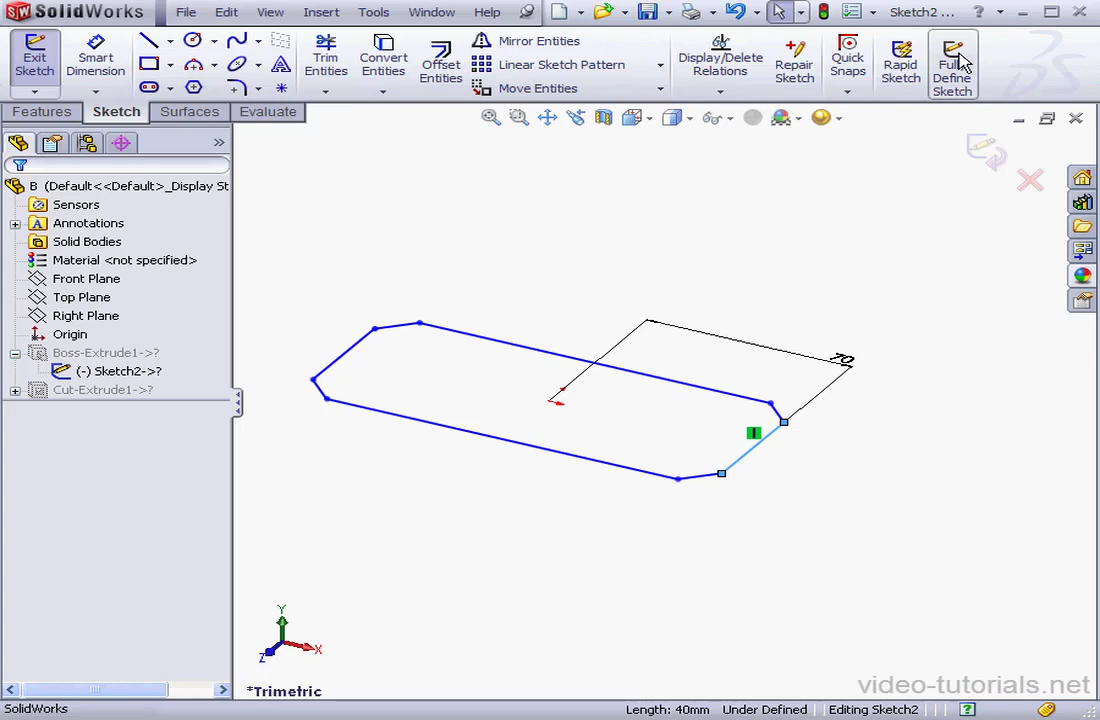 SolidWorks File Edit View Insert Tools Window Help Sketch2 ... ?
Exit Sketch
Smart Dimension
Trim Entities
Convert Entities
Offset Entities
Mirror Entities
Linear Sketch Pattern
Move Entities
Display/Delete Relations
Repair Sketch
Quick Snaps
Rapid Sketch
Fully Define Sketch
Features Sketch Surfaces Evaluate
B (Default<<Default>_Display St
Sensors
Annotations
Solid Bodies
Material <not specified>
Front Plane
Top Plane
Right Plane
Origin
Boss-Extrude1->?
(-) Sketch2->?
Cut-Extrude1->?
70
Y
X
Z
*Trimetric
video-tutorials.net
SolidWorks Length: 40mm Under Defined Editing Sketch2